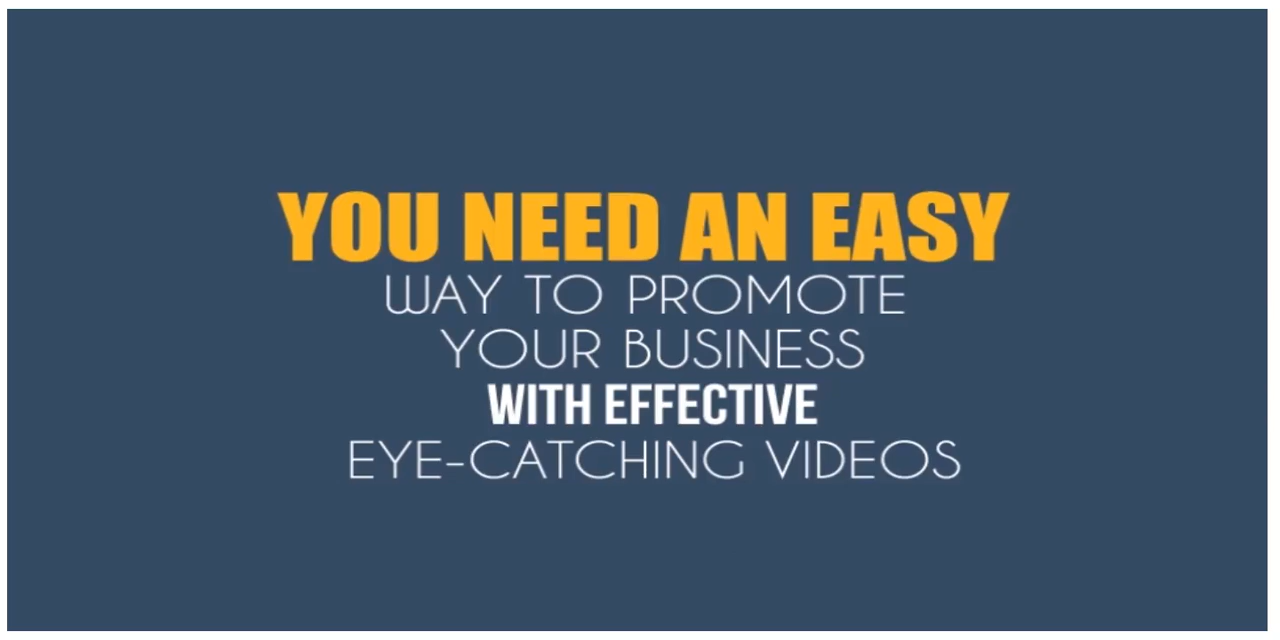 YOU NEED AN EASY
WAY TO PROMOTE
YOUR BUSINESS
WITH EFFECTIVE
EYE-CATCHING VIDEOS